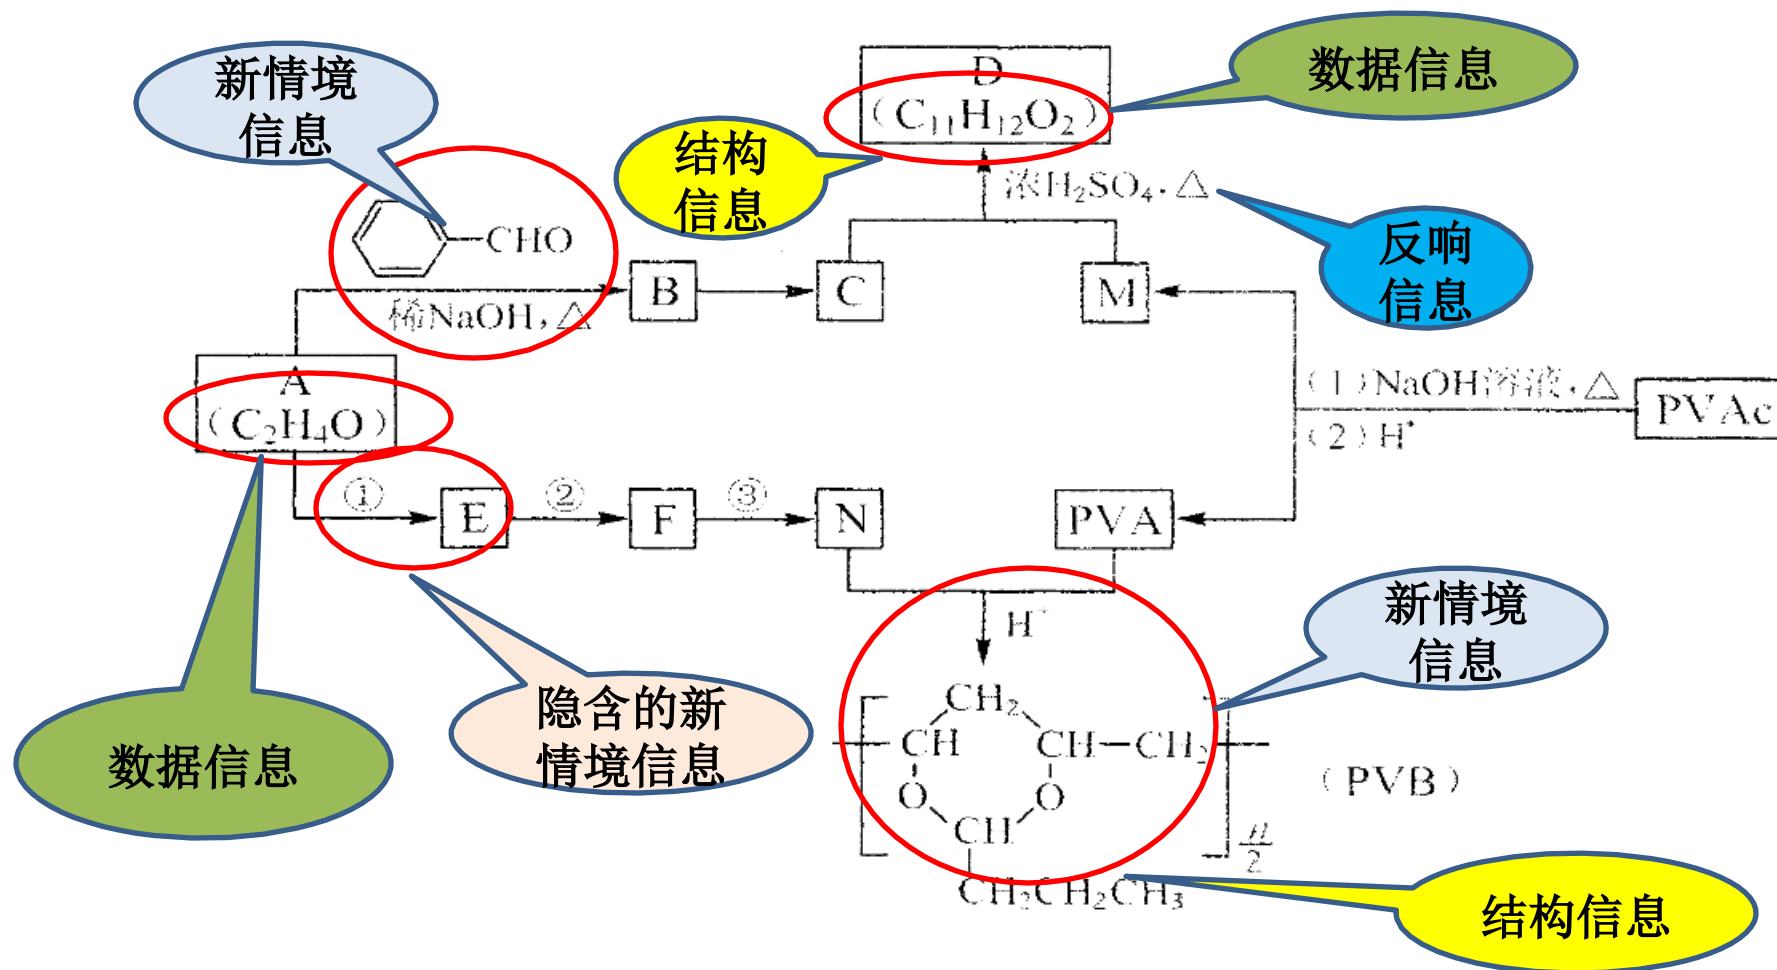 新情境
信息
数据信息
D
(C₁₁H₁₂O₂)
结构
信息
浓H₂SO₄,△
反响
信息
CHO
B
C
M
稀NaOH,△
A
(C₂H₄O)
(1)NaOH溶液,△
(2)H⁺
PVAc
①
E
②
F
③
N
PVA
H⁺
新情境
信息
隐含的新
情境信息
数据信息
CH₂
CH
CH—CH₂
O
O
CH
n/2
(PVB)
CH₂CH₂CH₃
结构信息